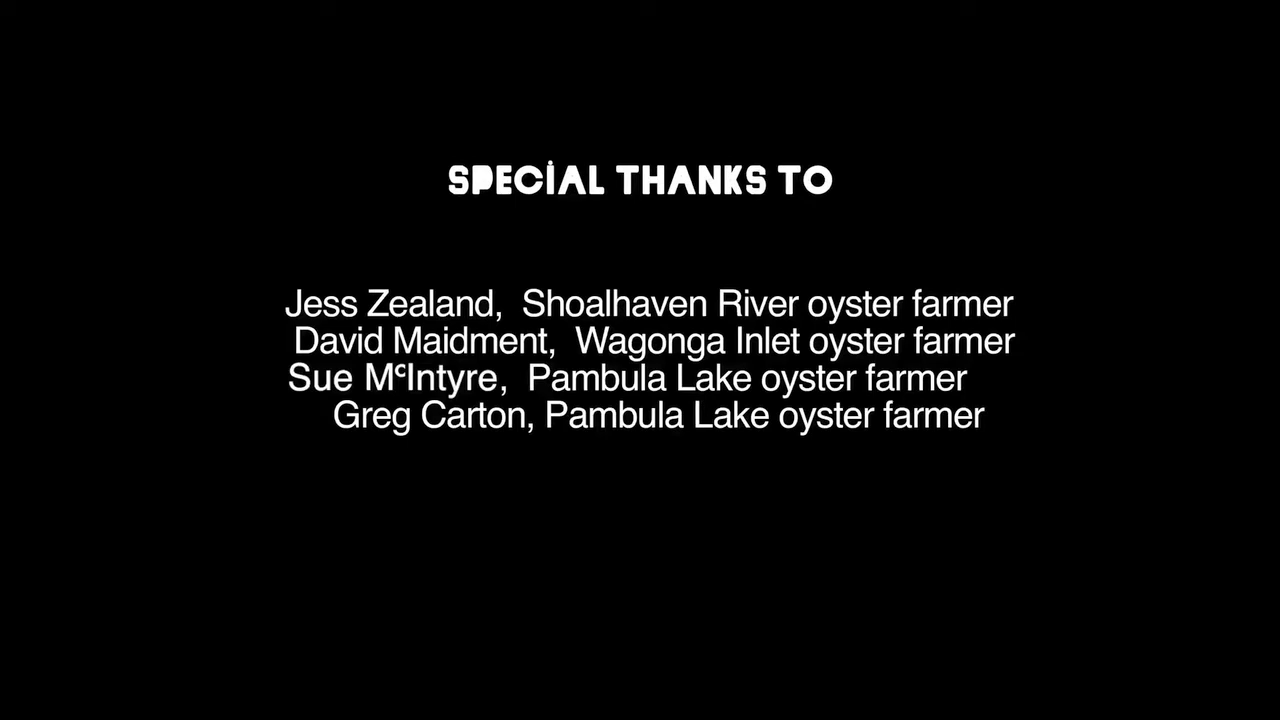 SPECIAL THANKS TO
Jess Zealand, Shoalhaven River oyster farmer
David Maidment, Wagonga Inlet oyster farmer
Sue McIntyre, Pambula Lake oyster farmer
Greg Carton, Pambula Lake oyster farmer